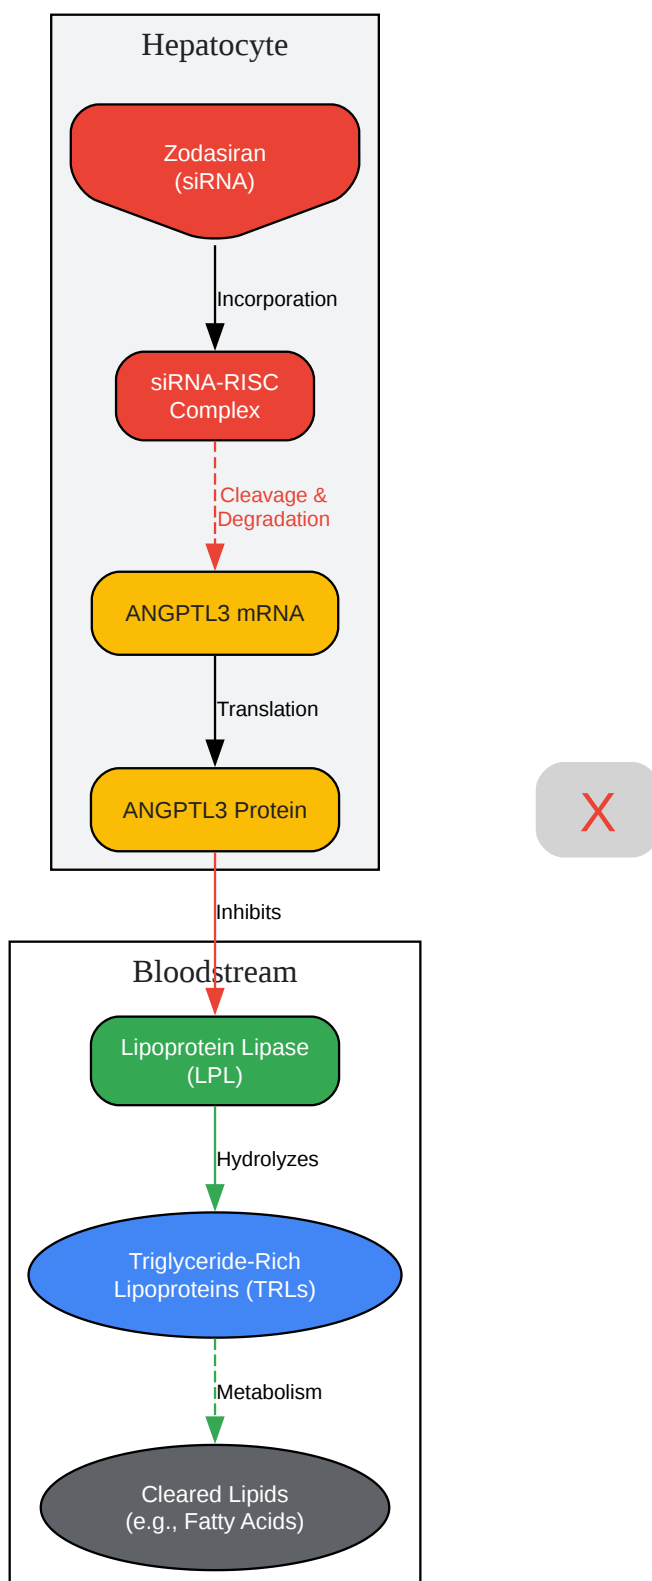 Hepatocyte
Zodasiran
(siRNA)
Incorporation
siRNA-RISC
Complex
Cleavage &
Degradation
ANGPTL3 mRNA
Translation
ANGPTL3 Protein
X
Inhibits
Bloodstream
Lipoprotein Lipase
(LPL)
Hydrolyzes
Triglyceride-Rich
Lipoproteins (TRLs)
Metabolism
Cleared Lipids
(e.g., Fatty Acids)